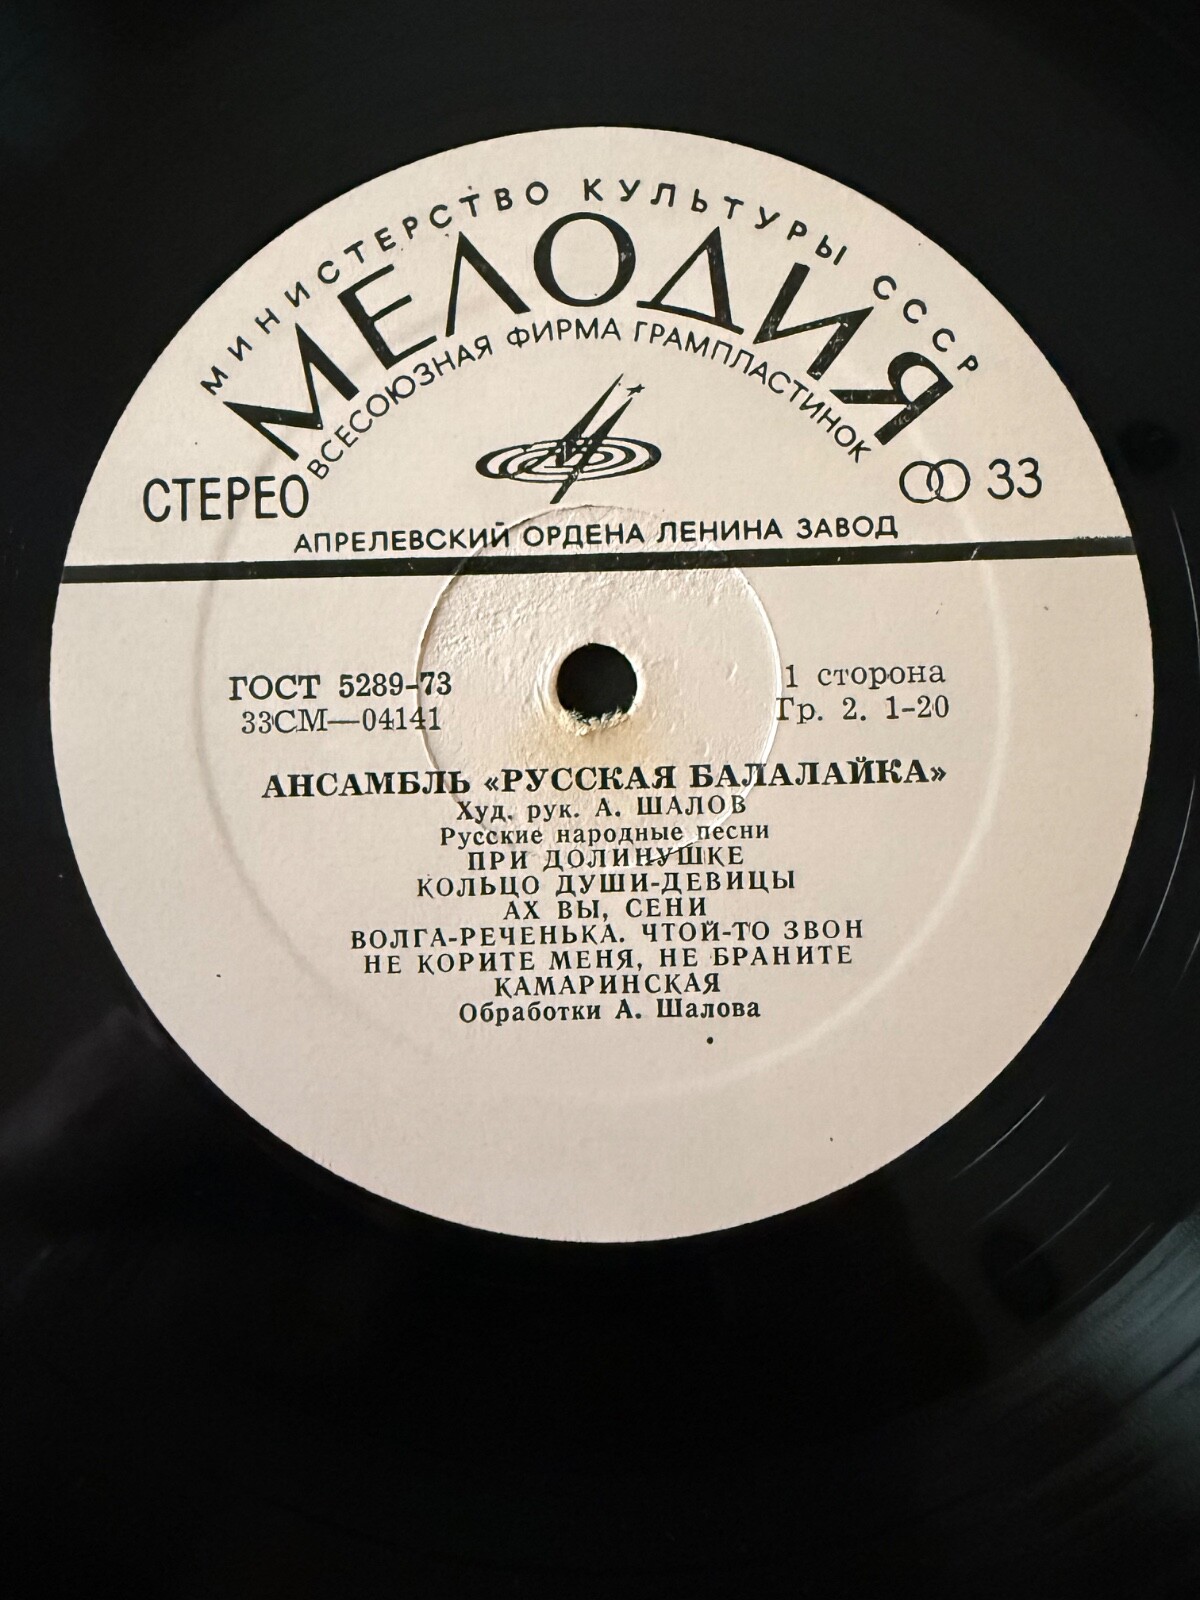 МИНИСТЕРСТВО КУЛЬТУРЫ СССР
МЕЛОДИЯ
ВСЕСОЮЗНАЯ ФИРМА ГРАМПЛАСТИНОК
СТЕРЕО
33
АПРЕЛЕВСКИЙ ОРДЕНА ЛЕНИНА ЗАВОД
ГОСТ 5289-73
33СМ—04141
1 сторона
Гр. 2. 1-20
АНСАМБЛЬ «РУССКАЯ БАЛАЛАЙКА»
Худ. рук. А. ШАЛОВ
Русские народные песни
ПРИ ДОЛИНУШКЕ
КОЛЬЦО ДУШИ-ДЕВИЦЫ
АХ ВЫ, СЕНИ
ВОЛГА-РЕЧЕНЬКА. ЧТОЙ-ТО ЗВОН
НЕ КОРИТЕ МЕНЯ, НЕ БРАНИТЕ
КАМАРИНСКАЯ
Обработки А. Шалова